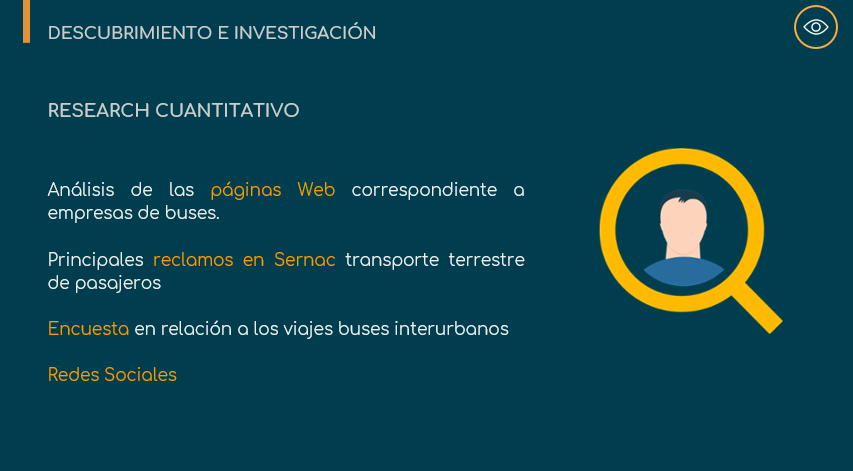 DESCUBRIMIENTO E INVESTIGACIÓN
RESEARCH CUANTITATIVO
Análisis de las páginas Web correspondiente a
empresas de buses.
Principales reclamos en Sernac transporte terrestre
de pasajeros
Encuesta en relación a los viajes buses interurbanos
Redes Sociales